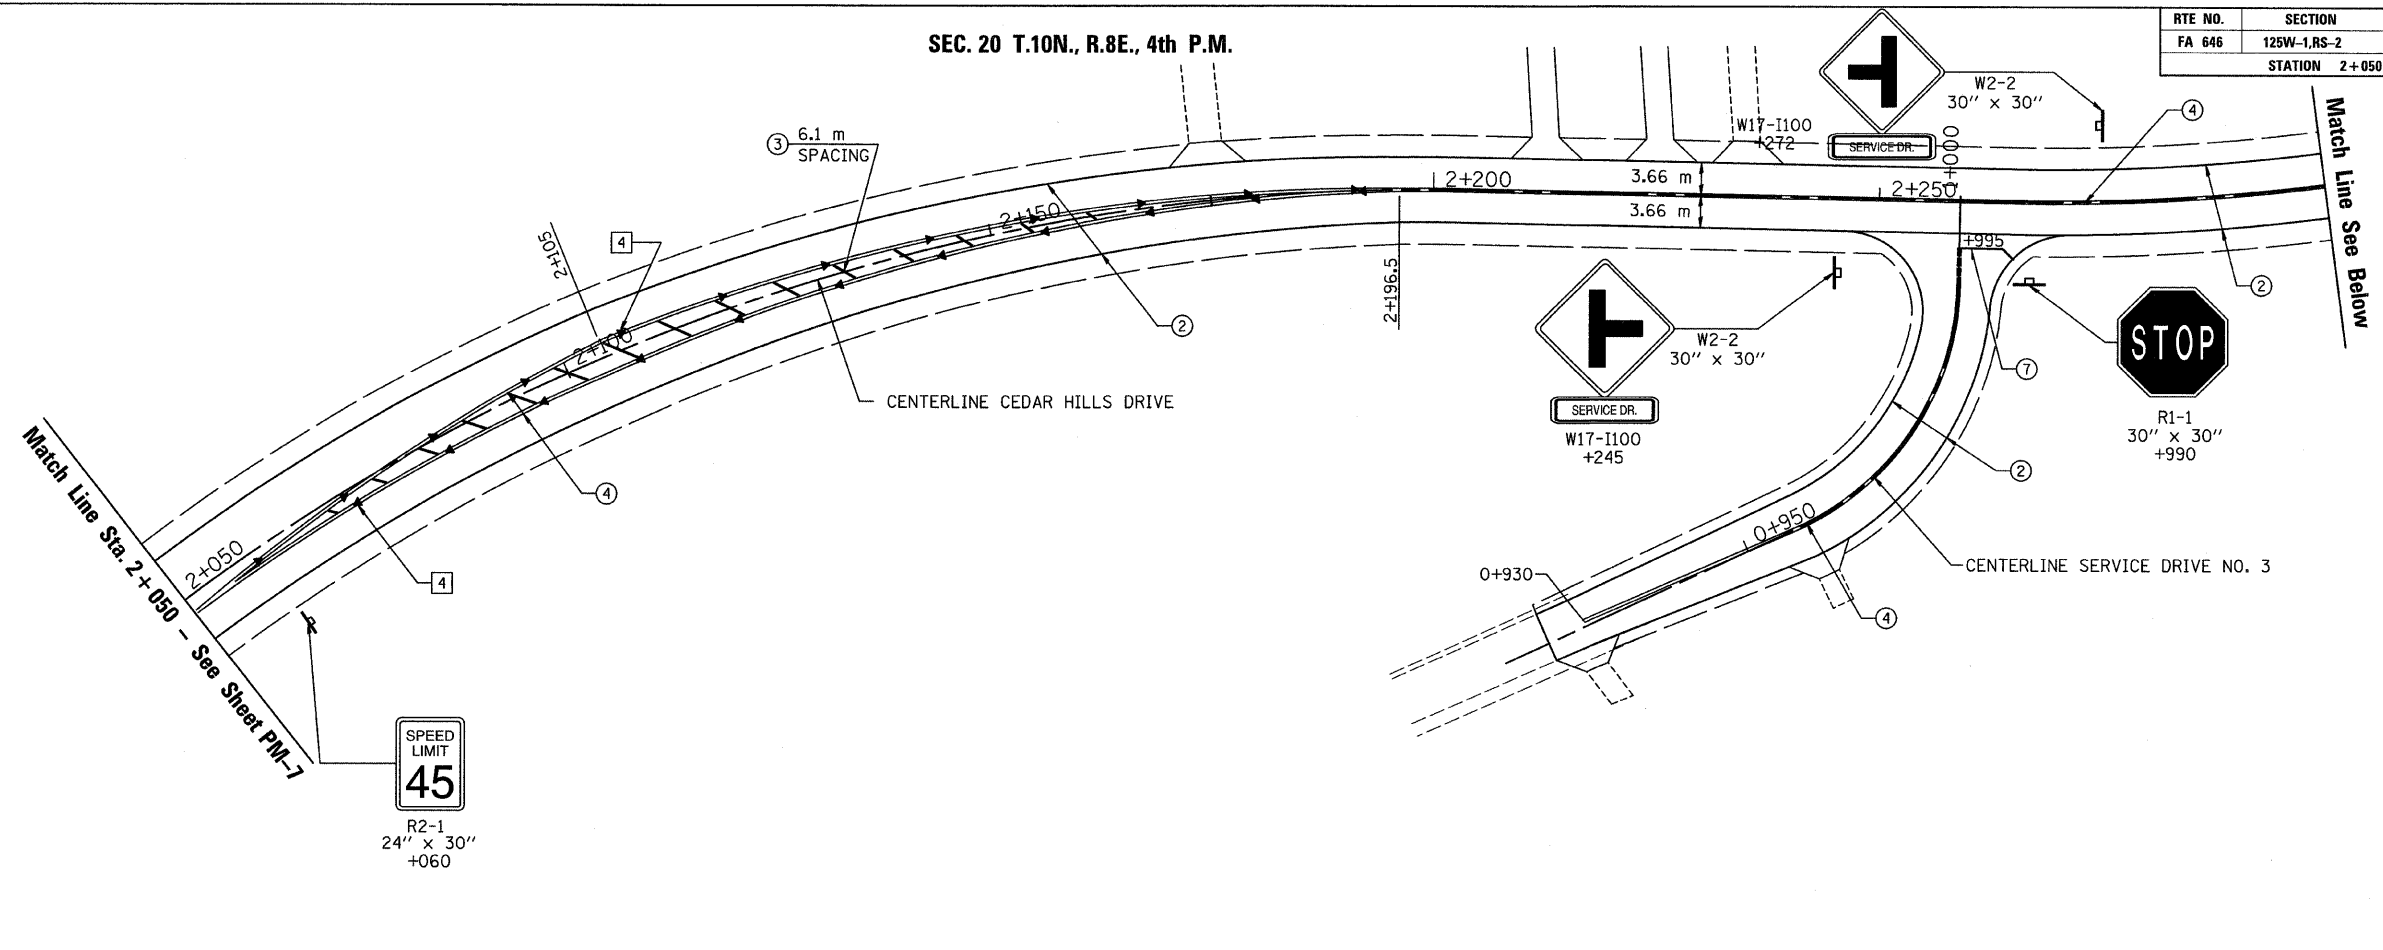 SEC. 20 T.10N., R.8E., 4th P.M.
RTE NO. SECTION
FA 646 125W-1,RS-2
STATION 2+050
W2-2
30" x 30"
4
W17-I100
+272
SERVICE DR.
1+000
Match Line See Below
3 6.1 m
SPACING
2+200
3.66 m
2+250
3.66 m
2+150
2+105
4
+995
2+196.5
2
2
2+100
W2-2
30" x 30"
SERVICE DR.
W17-I100
+245
STOP
R1-1
30" x 30"
+990
7
CENTERLINE CEDAR HILLS DRIVE
4
2
Match Line Sta. 2+050 - See Sheet PM-7
2+050
4
0+950
0+930
CENTERLINE SERVICE DRIVE NO. 3
4
SPEED
LIMIT
45
R2-1
24" x 30"
+060